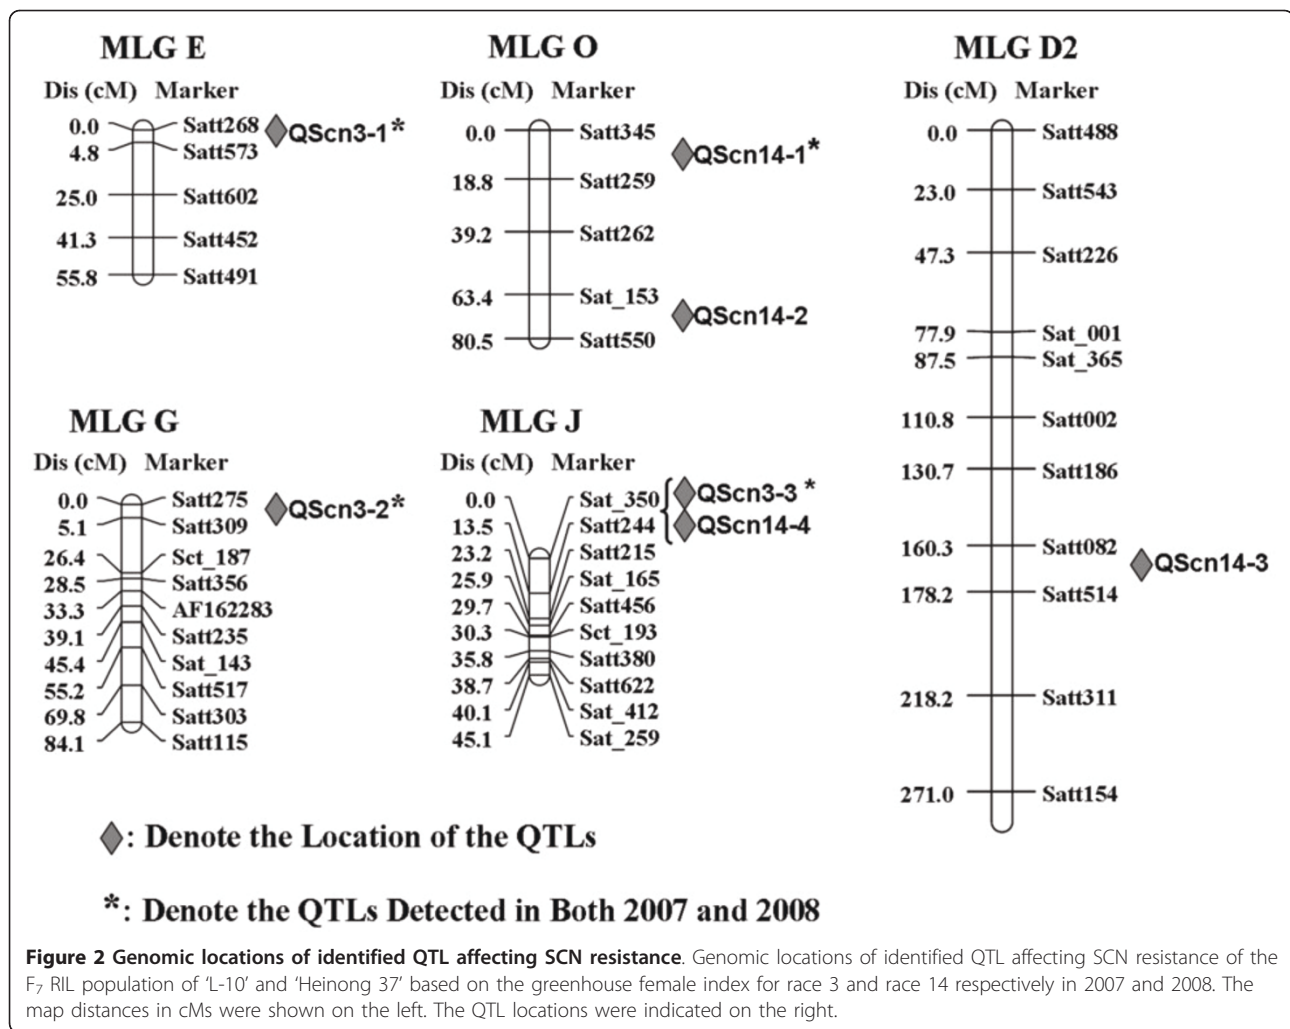 MLG E
Dis (cM) Marker
0.0 Satt268 QScn3-1*
4.8 Satt573
25.0 Satt602
41.3 Satt452
55.8 Satt491
MLG O
Dis (cM) Marker
0.0 Satt345
QScn14-1*
18.8 Satt259
39.2 Satt262
63.4 Sat_153
QScn14-2
80.5 Satt550
MLG D2
Dis (cM) Marker
0.0 Satt488
23.0 Satt543
47.3 Satt226
77.9 Sat_001
87.5 Sat_365
110.8 Satt002
130.7 Satt186
160.3 Satt082
QScn14-3
178.2 Satt514
218.2 Satt311
271.0 Satt154
MLG G
Dis (cM) Marker
0.0 Satt275
QScn3-2*
5.1 Satt309
26.4 Sct_187
28.5 Satt356
33.3 AF162283
39.1 Satt235
45.4 Sat_143
55.2 Satt517
69.8 Satt303
84.1 Satt115
MLG J
Dis (cM) Marker
0.0 Sat_350 QScn3-3 *
13.5 Satt244 QScn14-4
23.2 Satt215
25.9 Sat_165
29.7 Satt456
30.3 Sct_193
35.8 Satt380
38.7 Satt622
40.1 Sat_412
45.1 Sat_259
: Denote the Location of the QTLs
*: Denote the QTLs Detected in Both 2007 and 2008
Figure 2 Genomic locations of identified QTL affecting SCN resistance. Genomic locations of identified QTL affecting SCN resistance of the
F₇ RIL population of ‘L-10’ and ‘Heinong 37’ based on the greenhouse female index for race 3 and race 14 respectively in 2007 and 2008. The
map distances in cMs were shown on the left. The QTL locations were indicated on the right.